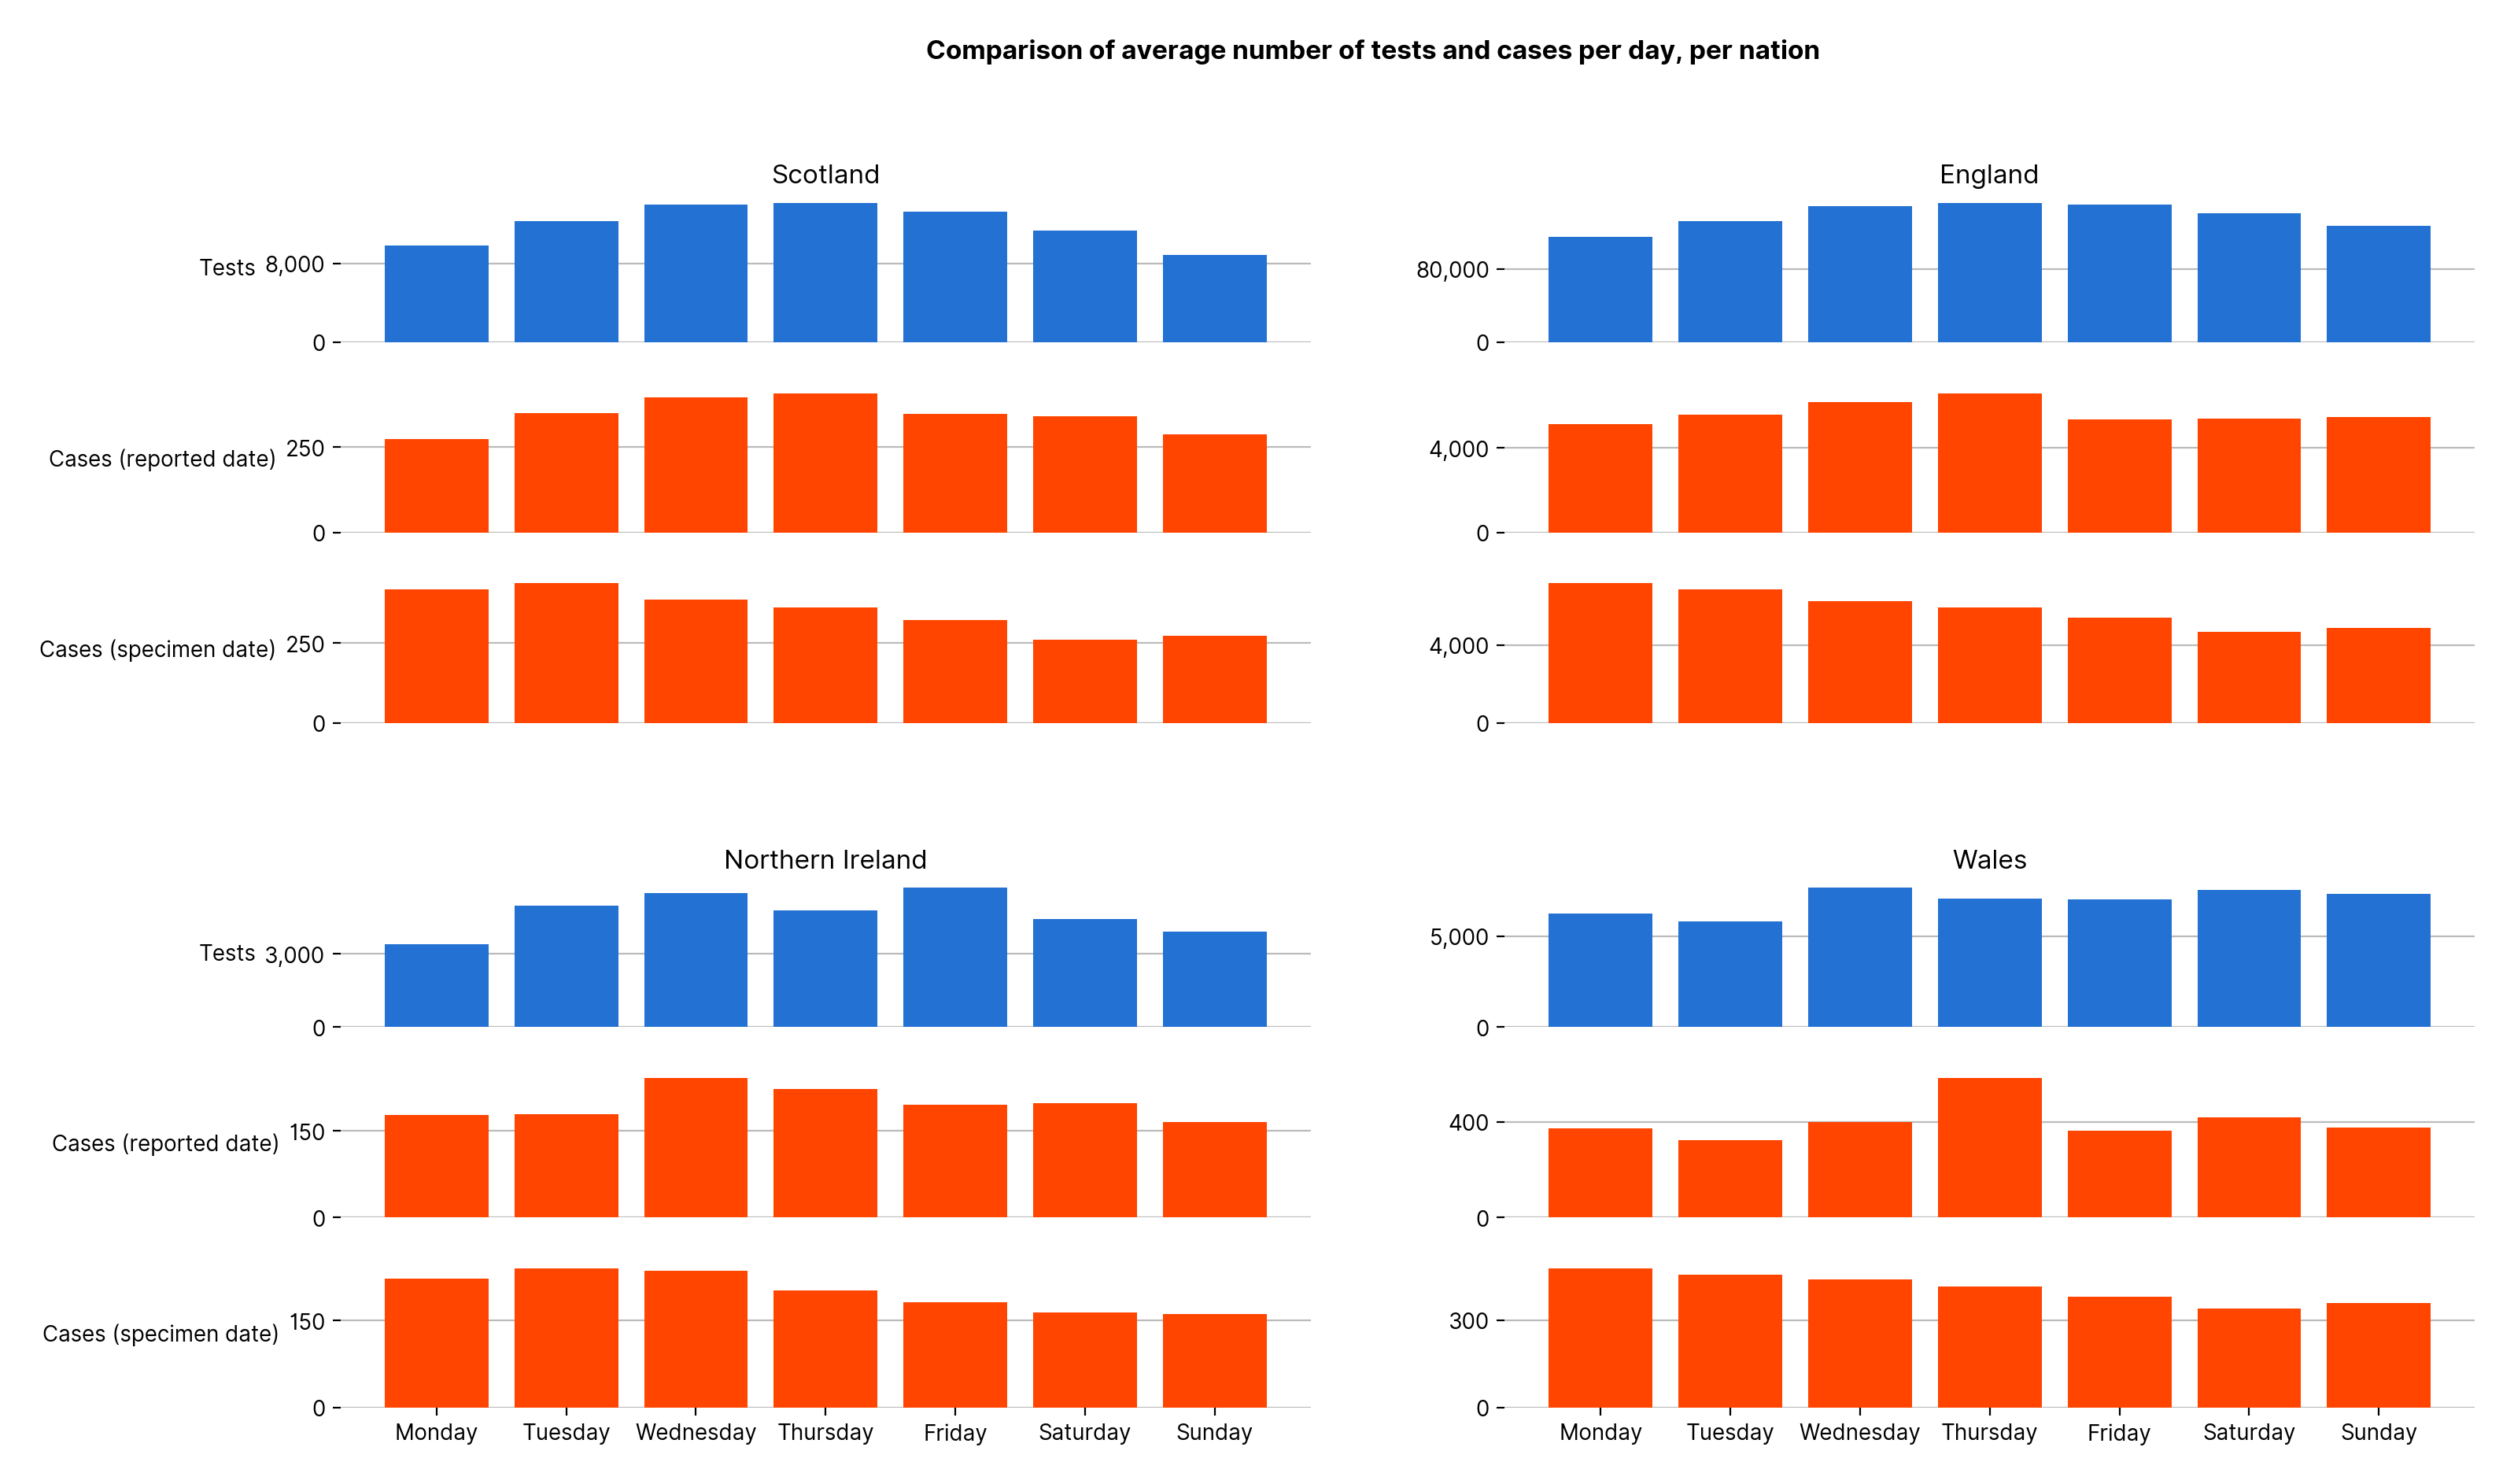 Comparison of average number of tests and cases per day, per nation
Scotland
Tests 8,000
0
Cases (reported date) 250
0
Cases (specimen date) 250
0
England
80,000
0
4,000
0
4,000
0
Northern Ireland
Tests 3,000
0
Cases (reported date) 150
0
Cases (specimen date) 150
0
Monday Tuesday Wednesday Thursday Friday Saturday Sunday
Wales
5,000
0
400
0
300
0
Monday Tuesday Wednesday Thursday Friday Saturday Sunday